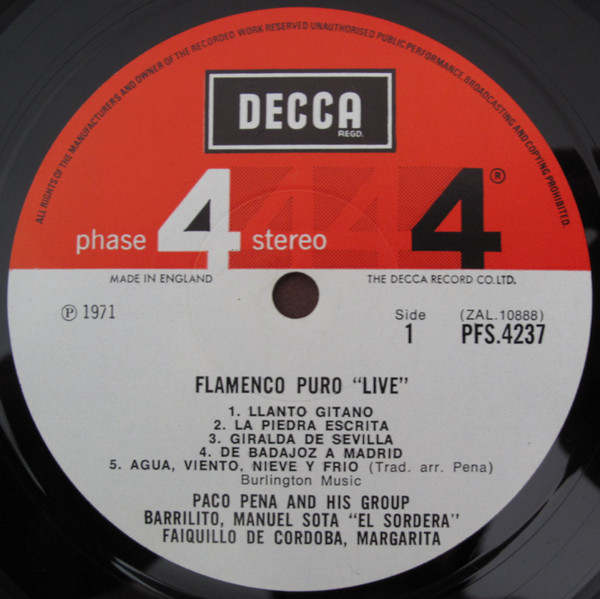 ALL RIGHTS OF THE MANUFACTURERS AND OWNER OF THE RECORDED WORK RESERVED UNAUTHORISED PUBLIC PERFORMANCE, BROADCASTING AND COPYING PROHIBITED.
DECCA
REGD.
phase 4 stereo 4 4 4®
MADE IN ENGLAND THE DECCA RECORD CO. LTD.
℗ 1971 Side 1 (ZAL.10888) PFS.4237
FLAMENCO PURO "LIVE"
1. LLANTO GITANO
2. LA PIEDRA ESCRITA
3. GIRALDA DE SEVILLA
4. DE BADAJOZ A MADRID
5. AGUA, VIENTO, NIEVE Y FRIO (Trad. arr. Pena)
Burlington Music
PACO PENA AND HIS GROUP
BARRILITO, MANUEL SOTA "EL SORDERA"
FAIQUILLO DE CORDOBA, MARGARITA